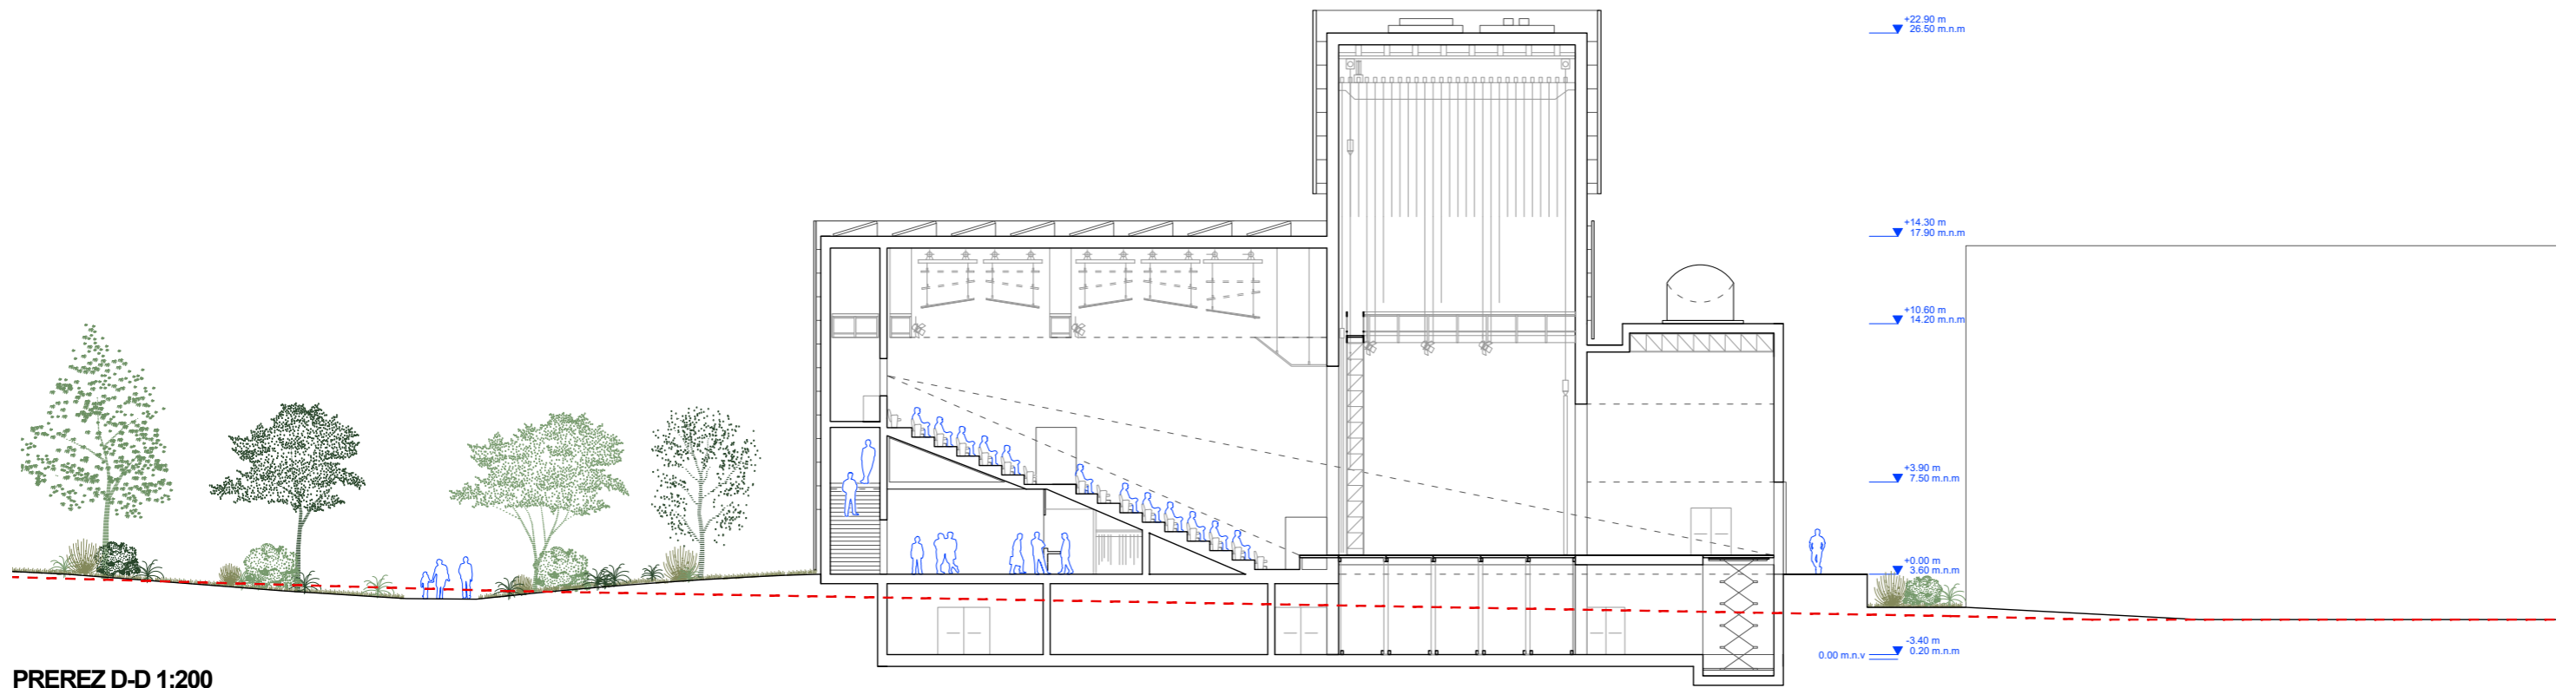 +22.90 m
26.50 m.n.m
+14.30 m
17.90 m.n.m
+10.60 m
14.20 m.n.m
+3.90 m
7.50 m.n.m
+0.00 m
3.60 m.n.m
-3.40 m
0.20 m.n.m
0.00 m.n.v
PREREZ D-D 1:200